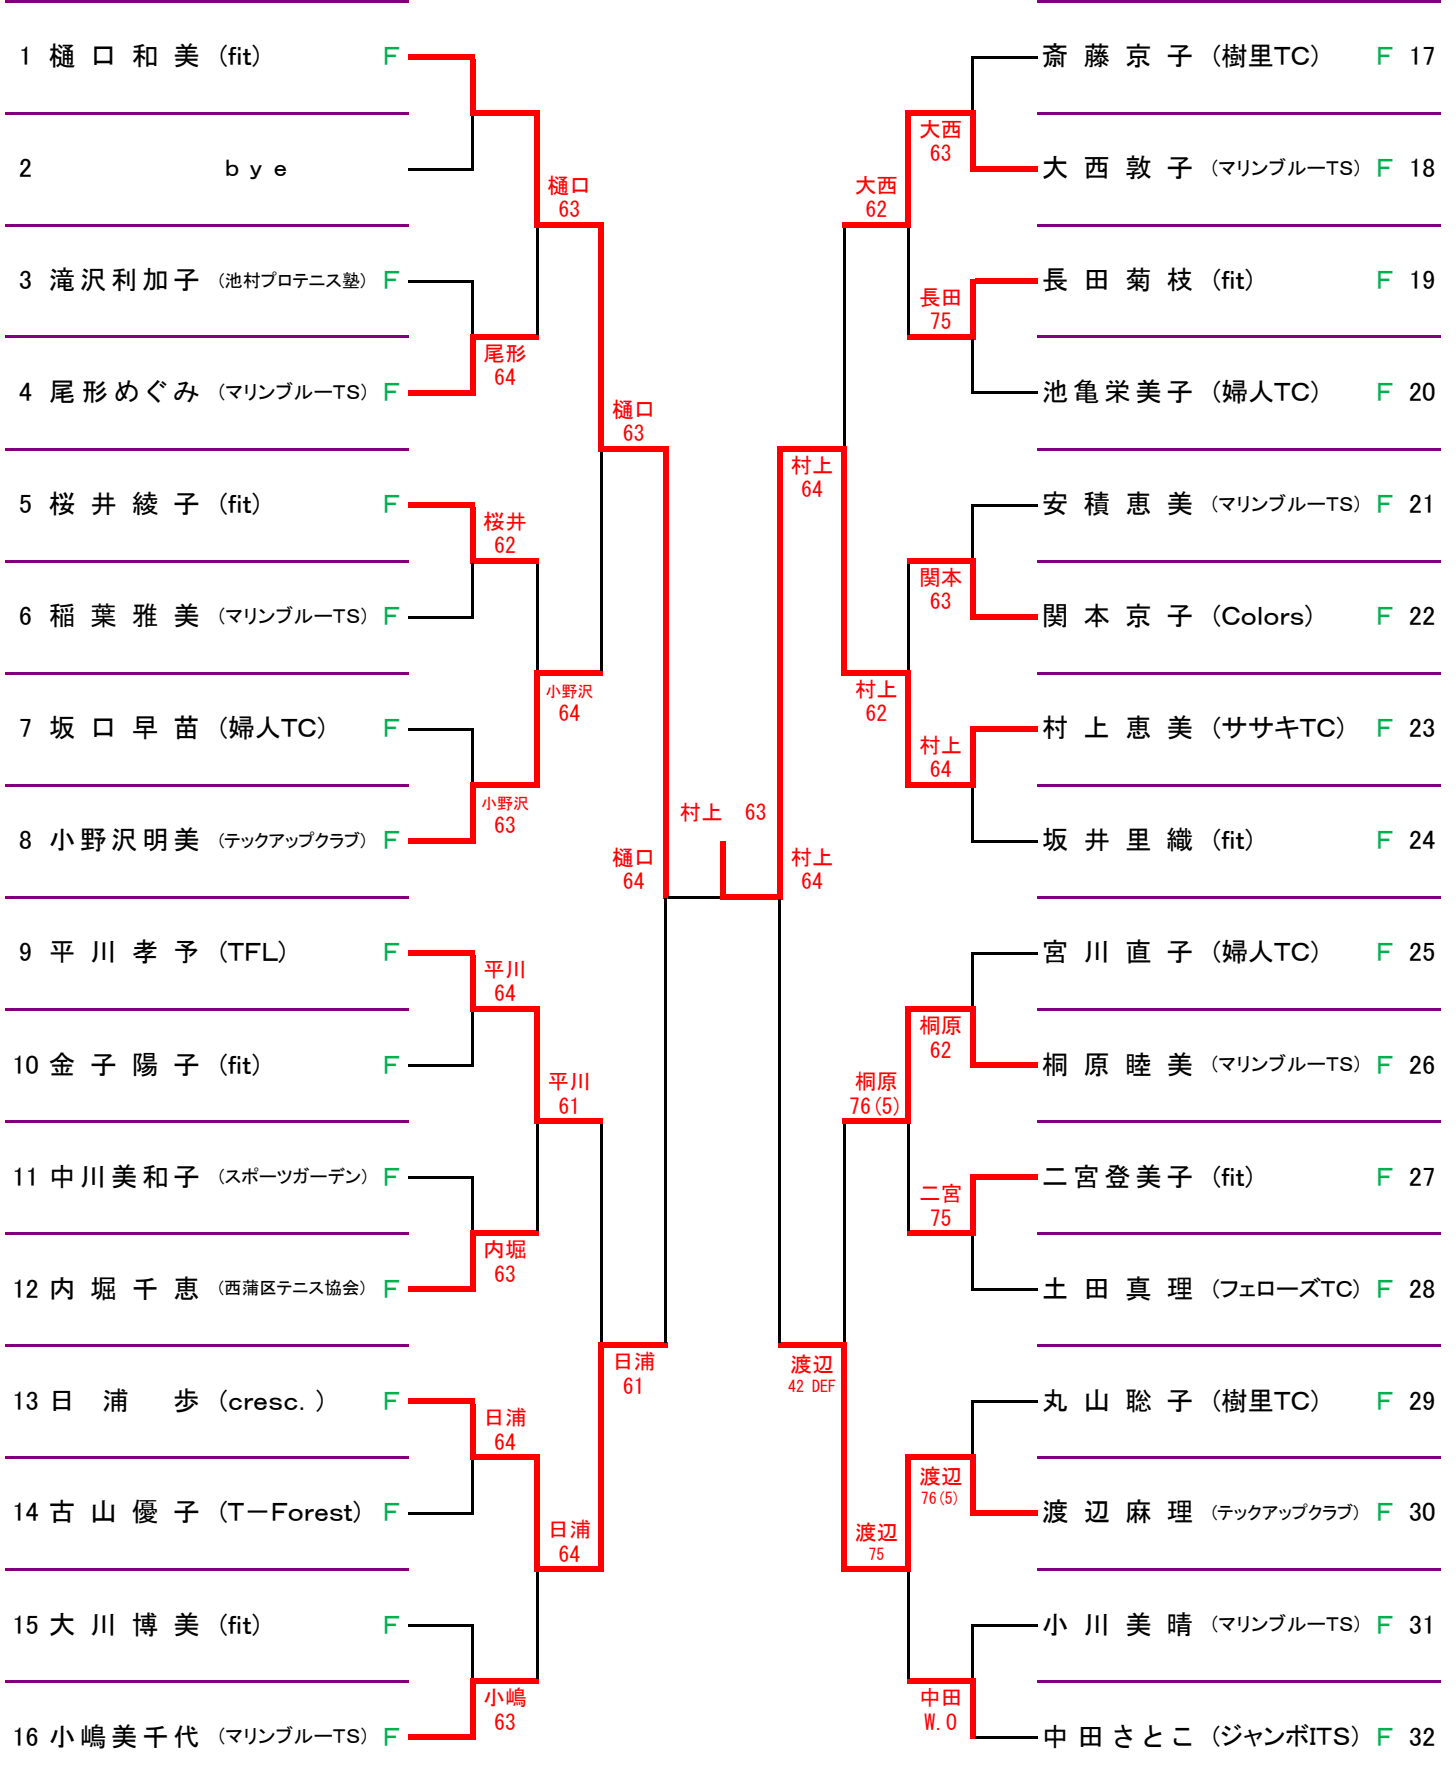 1 樋口和美 (fit) F
2 bye
3 滝沢利加子 (池村プロテニス塾) F
4 尾形めぐみ (マリンブルーTS) F
5 桜井綾子 (fit) F
6 稲葉雅美 (マリンブルーTS) F
7 坂口早苗 (婦人TC) F
8 小野沢明美 (テックアップクラブ) F
9 平川孝予 (TFL) F
10 金子陽子 (fit) F
11 中川美和子 (スポーツガーデン) F
12 内堀千恵 (西蒲区テニス協会) F
13 日浦歩 (cresc.) F
14 古山優子 (T-Forest) F
15 大川博美 (fit) F
16 小嶋美千代 (マリンブルーTS) F
尾形
64
桜井
62
小野沢
63
平川
64
内堀
63
日浦
64
小嶋
63
樋口
63
小野沢
64
平川
61
日浦
64
樋口
63
日浦
61
樋口
64
村上 63
村上
64
村上
64
渡辺
42 DEF
大西
62
村上
62
桐原
76(5)
渡辺
75
大西
63
長田
75
関本
63
村上
64
桐原
62
二宮
75
渡辺
76(5)
中田
W.O
斎藤京子 (樹里TC) F 17
大西敦子 (マリンブルーTS) F 18
長田菊枝 (fit) F 19
池亀栄美子 (婦人TC) F 20
安積恵美 (マリンブルーTS) F 21
関本京子 (Colors) F 22
村上恵美 (ササキTC) F 23
坂井里織 (fit) F 24
宮川直子 (婦人TC) F 25
桐原睦美 (マリンブルーTS) F 26
二宮登美子 (fit) F 27
土田真理 (フェローズTC) F 28
丸山聡子 (樹里TC) F 29
渡辺麻理 (テックアップクラブ) F 30
小川美晴 (マリンブルーTS) F 31
中田さとこ (ジャンボITS) F 32